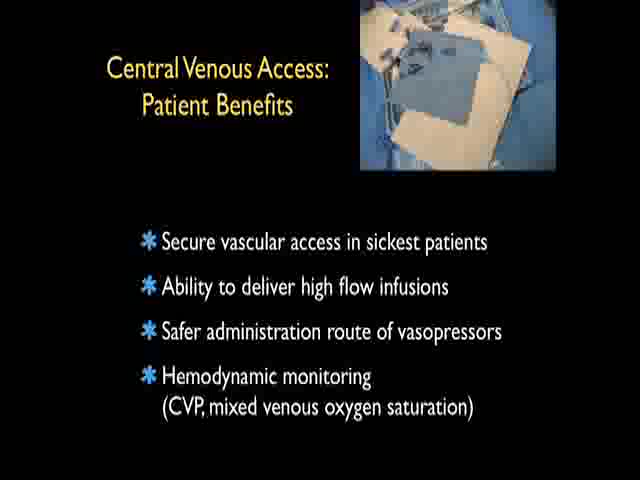 Central Venous Access:
Patient Benefits
Secure vascular access in sickest patients
Ability to deliver high flow infusions
Safer administration route of vasopressors
Hemodynamic monitoring
(CVP, mixed venous oxygen saturation)